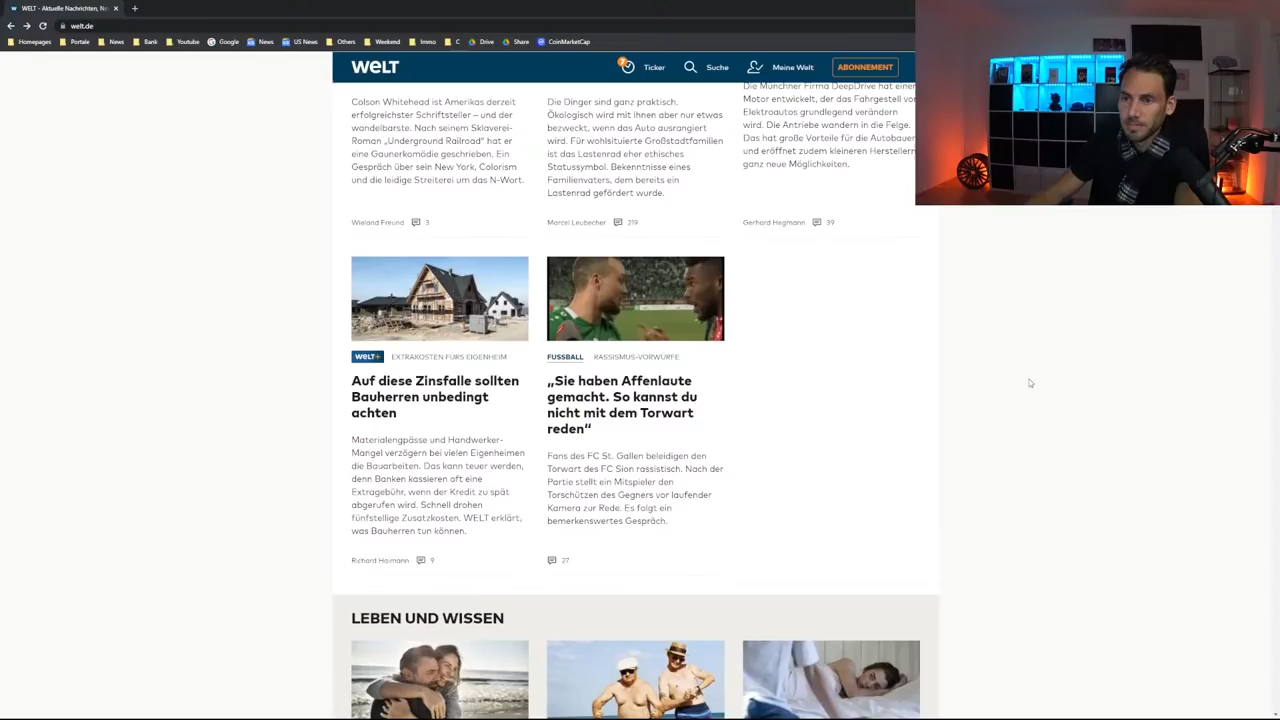 WELT - Aktuelle Nachrichten, Ne
welt.de
Homepages Portale News Bank Youtube Google News US News Others Weekend Immo C Drive Share CoinMarketCap
WELT
7 Ticker Suche Meine Welt ABONNEMENT
Colson Whitehead ist Amerikas derzeit
erfolgreichster Schriftsteller – und der
wandelbarste. Nach seinem Sklaverei-
Roman „Underground Railroad“ hat er
eine Gaunerkomödie geschrieben. Ein
Gespräch über sein New York, Colorism
und die leidige Streiterei um das N-Wort.
Wieland Freund 3
Die Dinger sind ganz praktisch.
Ökologisch wird mit ihnen aber nur etwas
bezweckt, wenn das Auto ausrangiert
wird. Für wohlsituierte Großstadtfamilien
ist das Lastenrad eher ethisches
Statussymbol. Bekenntnisse eines
Familienvaters, dem bereits ein
Lastenrad gefördert wurde.
Marcel Leubecher 219
Die Münchner Firma DeepDrive hat einen
Motor entwickelt, der das Fahrgestell von
Elektroautos grundlegend verändern
wird. Die Antriebe wandern in die Felge.
Das hat große Vorteile für die Autobauer
und eröffnet zudem kleineren Herstellern
ganz neue Möglichkeiten.
Gerhard Hegmann 39
WELT+ EXTRAKOSTEN FÜRS EIGENHEIM
Auf diese Zinsfalle sollten
Bauherren unbedingt
achten
Materialengpässe und Handwerker-
Mangel verzögern bei vielen Eigenheimen
die Bauarbeiten. Das kann teuer werden,
denn Banken kassieren oft eine
Extragebühr, wenn der Kredit zu spät
abgerufen wird. Schnell drohen
fünfstellige Zusatzkosten. WELT erklärt,
was Bauherren tun können.
Richard Haimann 9
FUSSBALL RASSISMUS-VORWÜRFE
„Sie haben Affenlaute
gemacht. So kannst du
nicht mit dem Torwart
reden“
Fans des FC St. Gallen beleidigen den
Torwart des FC Sion rassistisch. Nach der
Partie stellt ein Mitspieler den
Torschützen des Gegners vor laufender
Kamera zur Rede. Es folgt ein
bemerkenswertes Gespräch.
27
LEBEN UND WISSEN